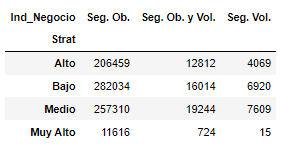 Ind_Negocio Seg. Ob. Seg. Ob. y Vol. Seg. Vol.
Strat
Alto 206459 12812 4069
Bajo 282034 16014 6920
Medio 257310 19244 7609
Muy Alto 11616 724 15